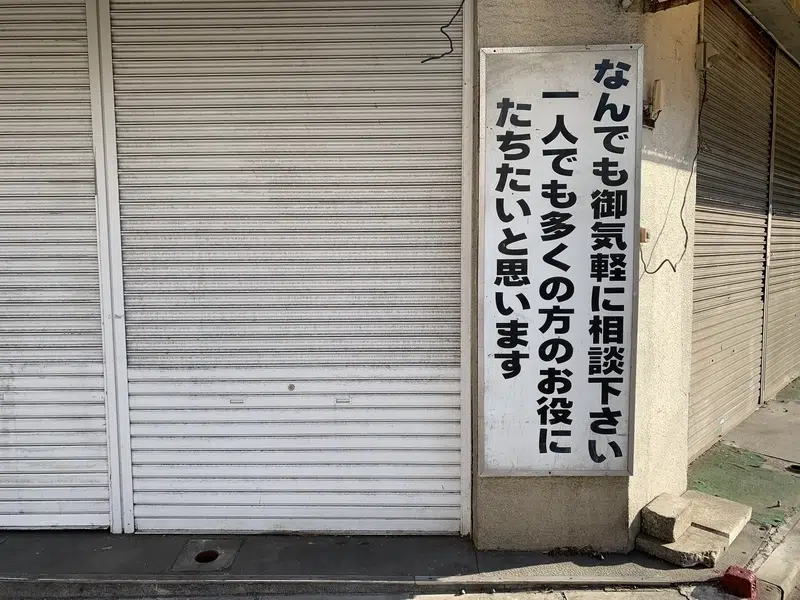 なんでも御気軽に相談下さい
一人でも多くの方のお役に
たちたいと思います